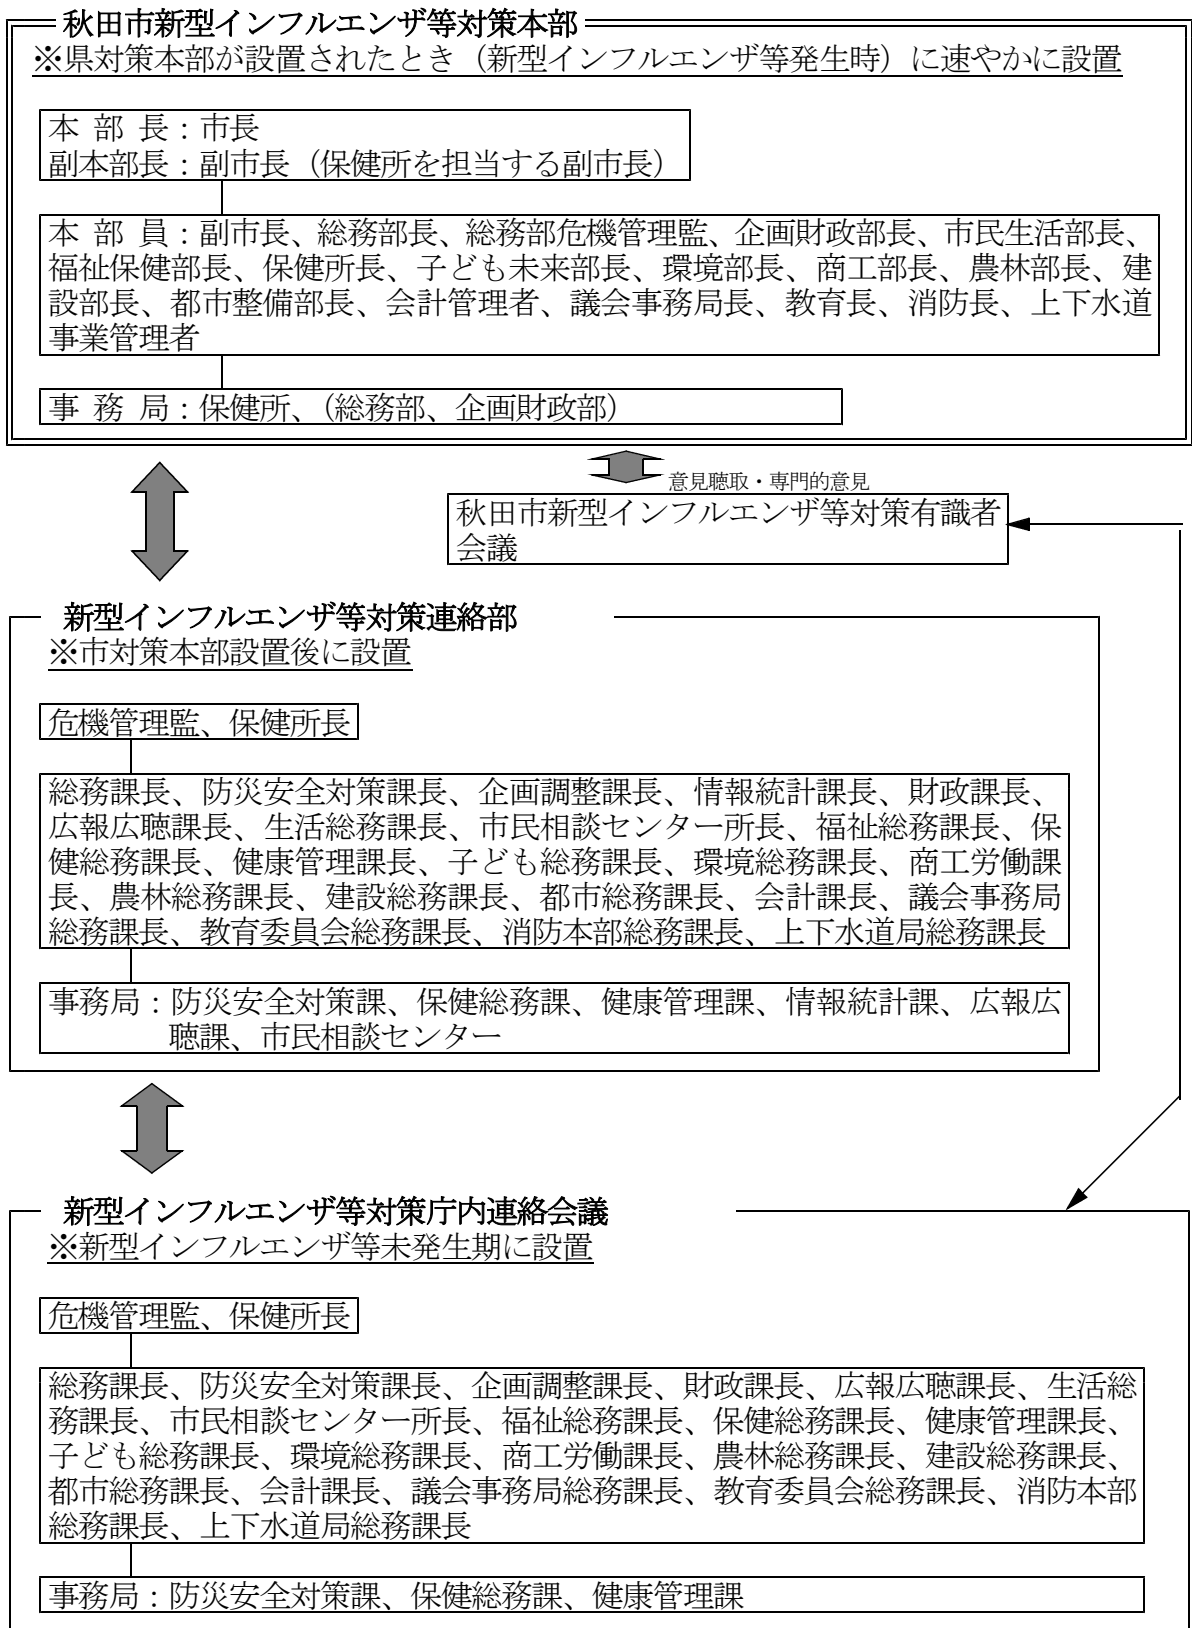 秋田市新型インフルエンザ等対策本部
※県対策本部が設置されたとき（新型インフルエンザ等発生時）に速やかに設置
本 部 長：市長
副本部長：副市長（保健所を担当する副市長）
本 部 員：副市長、総務部長、総務部危機管理監、企画財政部長、市民生活部長、
福祉保健部長、保健所長、子ども未来部長、環境部長、商工部長、農林部長、建
設部長、都市整備部長、会計管理者、議会事務局長、教育長、消防長、上下水道
事業管理者
事 務 局：保健所、（総務部、企画財政部）
意見聴取・専門的意見
秋田市新型インフルエンザ等対策有識者
会議
新型インフルエンザ等対策連絡部
※市対策本部設置後に設置
危機管理監、保健所長
総務課長、防災安全対策課長、企画調整課長、情報統計課長、財政課長、
広報広聴課長、生活総務課長、市民相談センター所長、福祉総務課長、保
健総務課長、健康管理課長、子ども総務課長、環境総務課長、商工労働課
長、農林総務課長、建設総務課長、都市総務課長、会計課長、議会事務局
総務課長、教育委員会総務課長、消防本部総務課長、上下水道局総務課長
事務局：防災安全対策課、保健総務課、健康管理課、情報統計課、広報広
聴課、市民相談センター
新型インフルエンザ等対策庁内連絡会議
※新型インフルエンザ等未発生期に設置
危機管理監、保健所長
総務課長、防災安全対策課長、企画調整課長、財政課長、広報広聴課長、生活総
務課長、市民相談センター所長、福祉総務課長、保健総務課長、健康管理課長、
子ども総務課長、環境総務課長、商工労働課長、農林総務課長、建設総務課長、
都市総務課長、会計課長、議会事務局総務課長、教育委員会総務課長、消防本部
総務課長、上下水道局総務課長
事務局：防災安全対策課、保健総務課、健康管理課